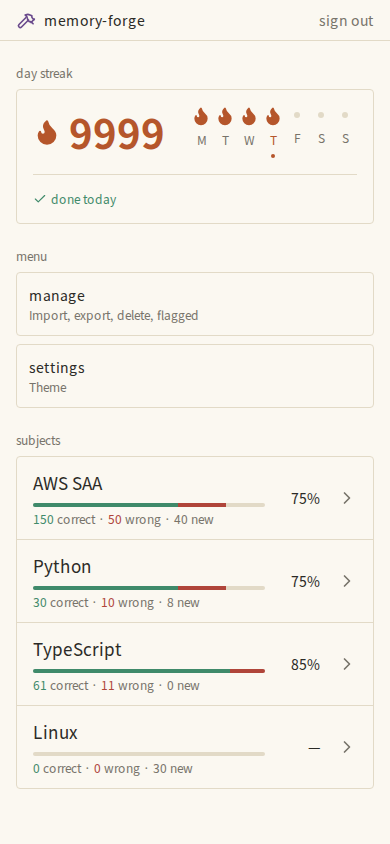 memory-forge
sign out
day streak
9999
M T W T F S S
done today
menu
manage
Import, export, delete, flagged
settings
Theme
subjects
AWS SAA
75%
150 correct · 50 wrong · 40 new
Python
75%
30 correct · 10 wrong · 8 new
TypeScript
85%
61 correct · 11 wrong · 0 new
Linux
—
0 correct · 0 wrong · 30 new